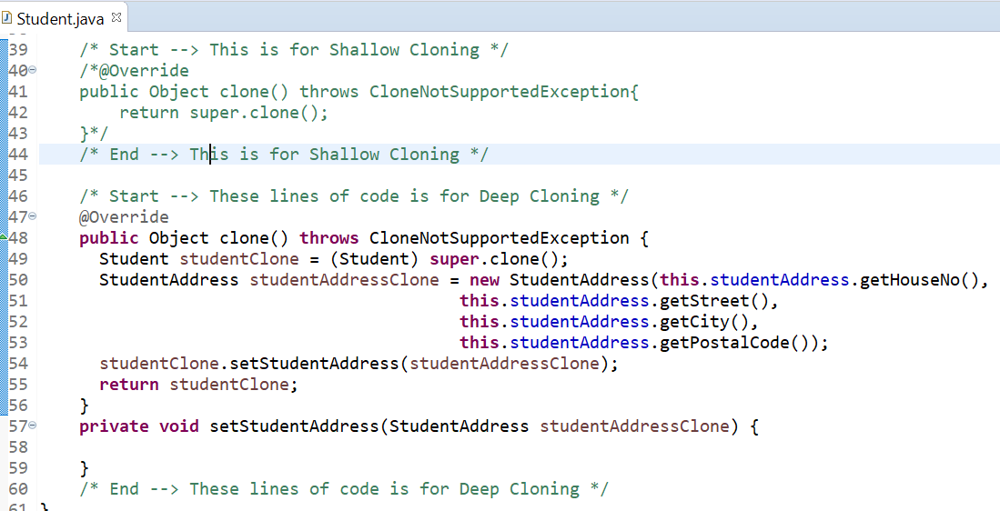 Student.java
39 /* Start --> This is for Shallow Cloning */
40 /*@Override
41 public Object clone() throws CloneNotSupportedException{
42 return super.clone();
43 }*/
44 /* End --> This is for Shallow Cloning */
45
46 /* Start --> These lines of code is for Deep Cloning */
47 @Override
48 public Object clone() throws CloneNotSupportedException {
49 Student studentClone = (Student) super.clone();
50 StudentAddress studentAddressClone = new StudentAddress(this.studentAddress.getHouseNo(),
51 this.studentAddress.getStreet(),
52 this.studentAddress.getCity(),
53 this.studentAddress.getPostalCode());
54 studentClone.setStudentAddress(studentAddressClone);
55 return studentClone;
56 }
57 private void setStudentAddress(StudentAddress studentAddressClone) {
58
59 }
60 /* End --> These lines of code is for Deep Cloning */
61 }